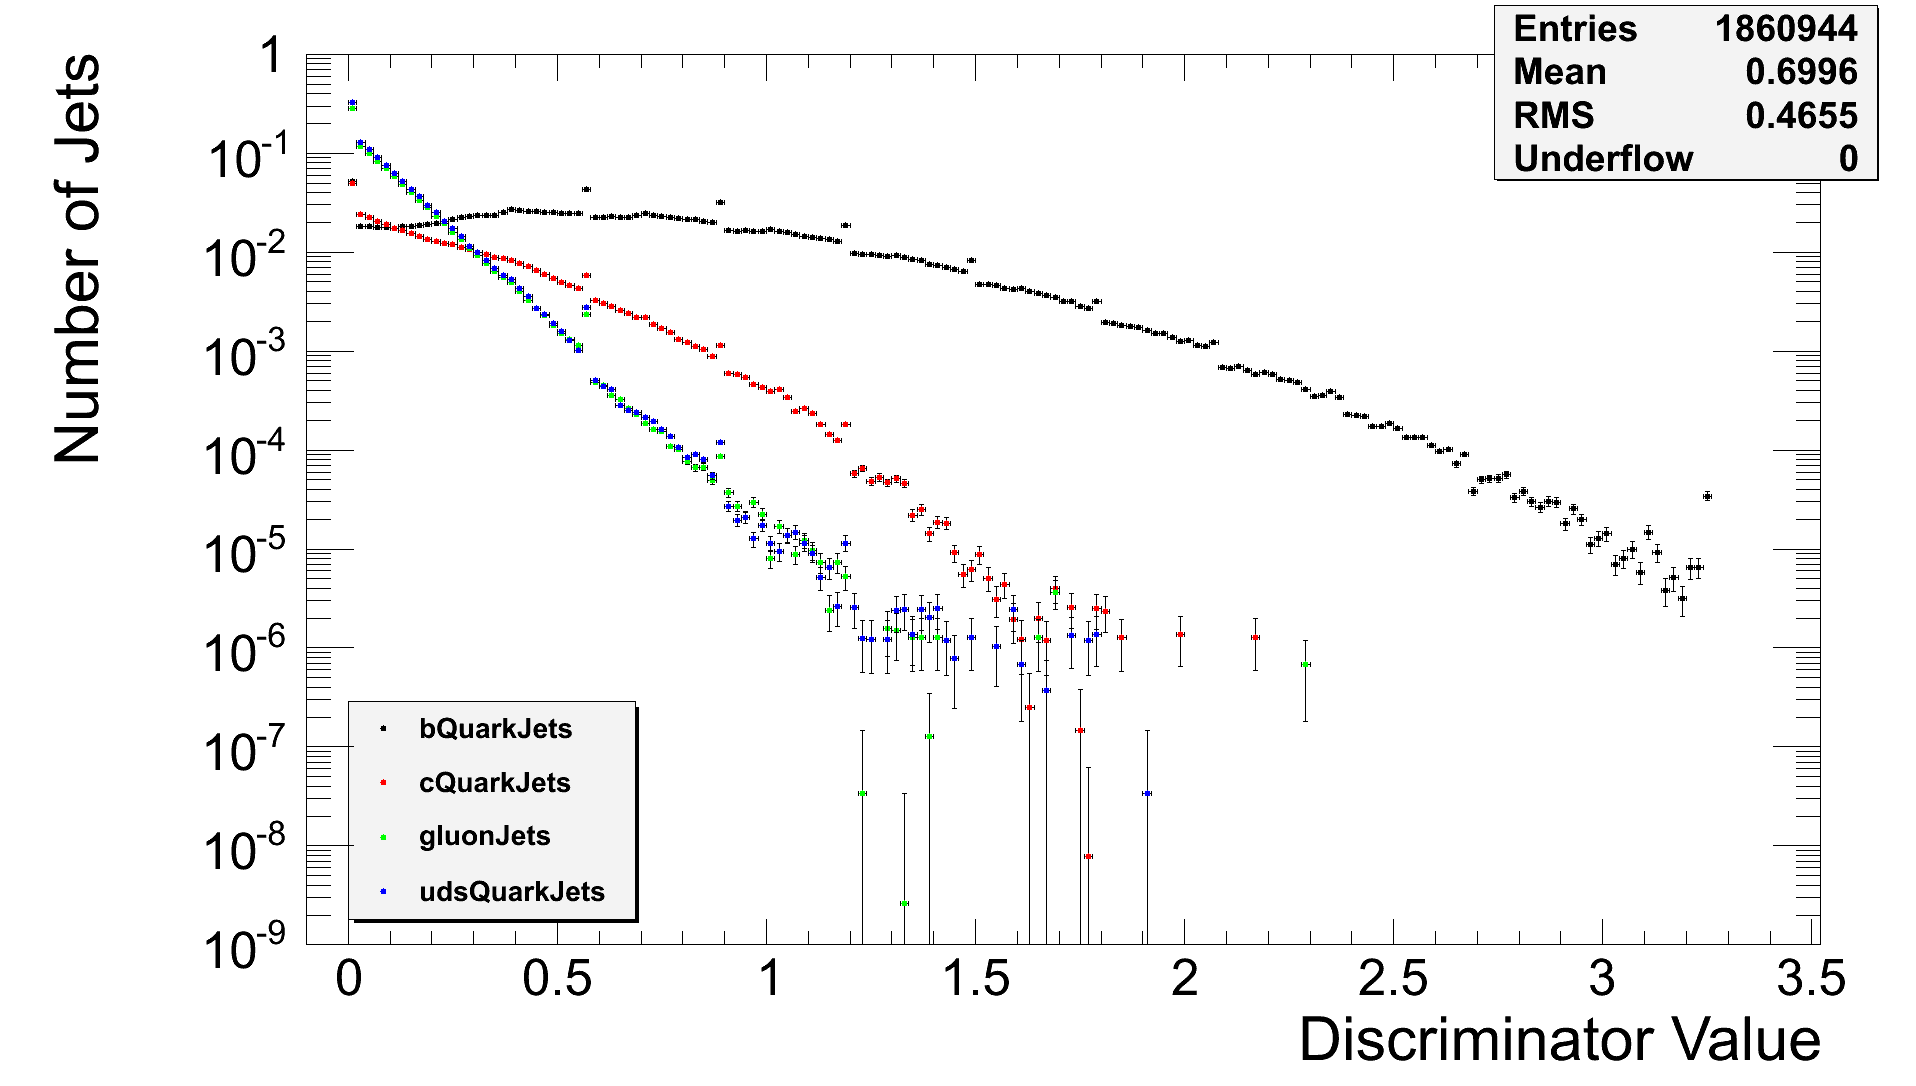 Number of Jets
Entries 1860944
Mean 0.6996
RMS 0.4655
Underflow 0
1
10-1
10-2
10-3
10-4
10-5
10-6
10-7
10-8
10-9
bQuarkJets
cQuarkJets
gluonJets
udsQuarkJets
0 0.5 1 1.5 2 2.5 3 3.5
Discriminator Value